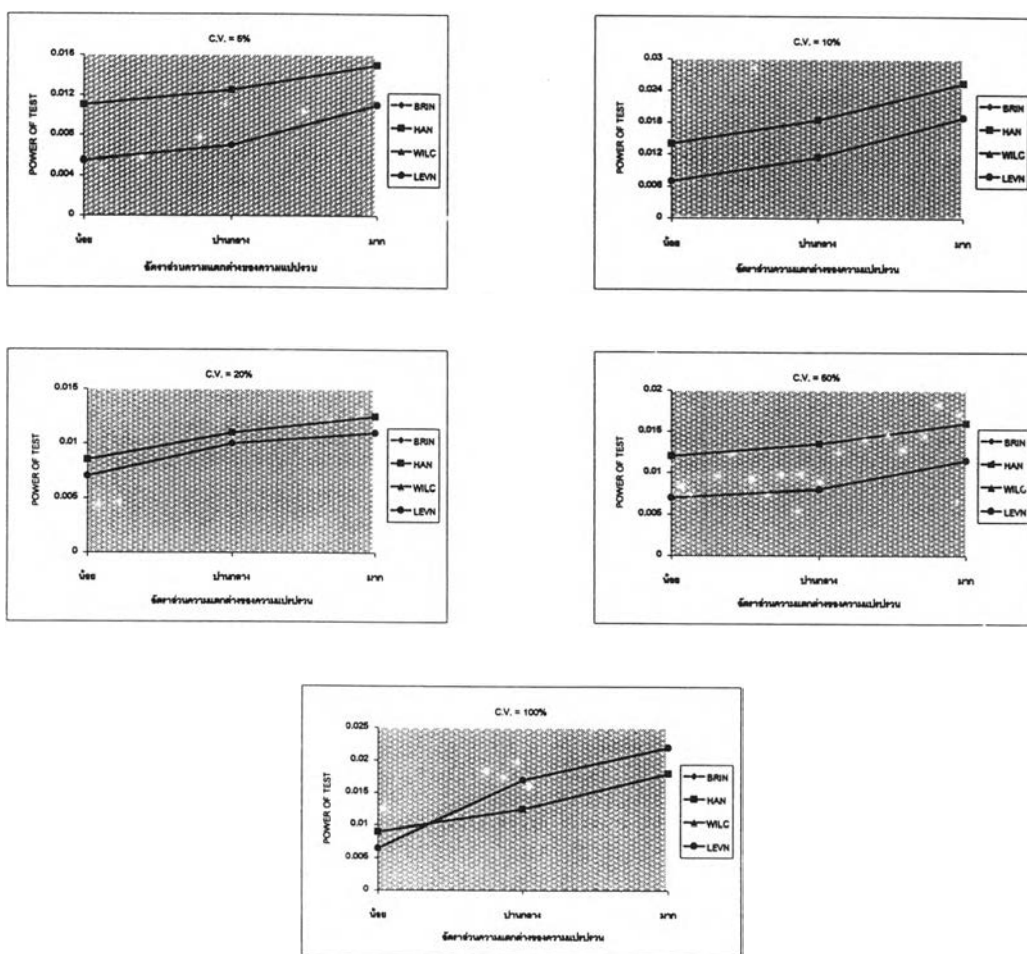 C.V. = 5%
POWER OF TEST
0.016
0.012
0.008
0.004
0
น้อย
ปานกลาง
มาก
อัตราส่วนความแตกต่างของความแปรปรวน
BRIN
HAN
WILC
LEVN
C.V. = 10%
POWER OF TEST
0.03
0.024
0.018
0.012
0.006
0
น้อย
ปานกลาง
มาก
อัตราส่วนความแตกต่างของความแปรปรวน
BRIN
HAN
WILC
LEVN
C.V. = 20%
POWER OF TEST
0.015
0.01
0.005
0
น้อย
ปานกลาง
มาก
อัตราส่วนความแตกต่างของความแปรปรวน
BRIN
HAN
WILC
LEVN
C.V. = 50%
POWER OF TEST
0.02
0.015
0.01
0.005
0
น้อย
ปานกลาง
มาก
อัตราส่วนความแตกต่างของความแปรปรวน
BRIN
HAN
WILC
LEVN
C.V. = 100%
POWER OF TEST
0.025
0.02
0.015
0.01
0.005
0
น้อย
ปานกลาง
มาก
อัตราส่วนความแตกต่างของความแปรปรวน
BRIN
HAN
WILC
LEVN